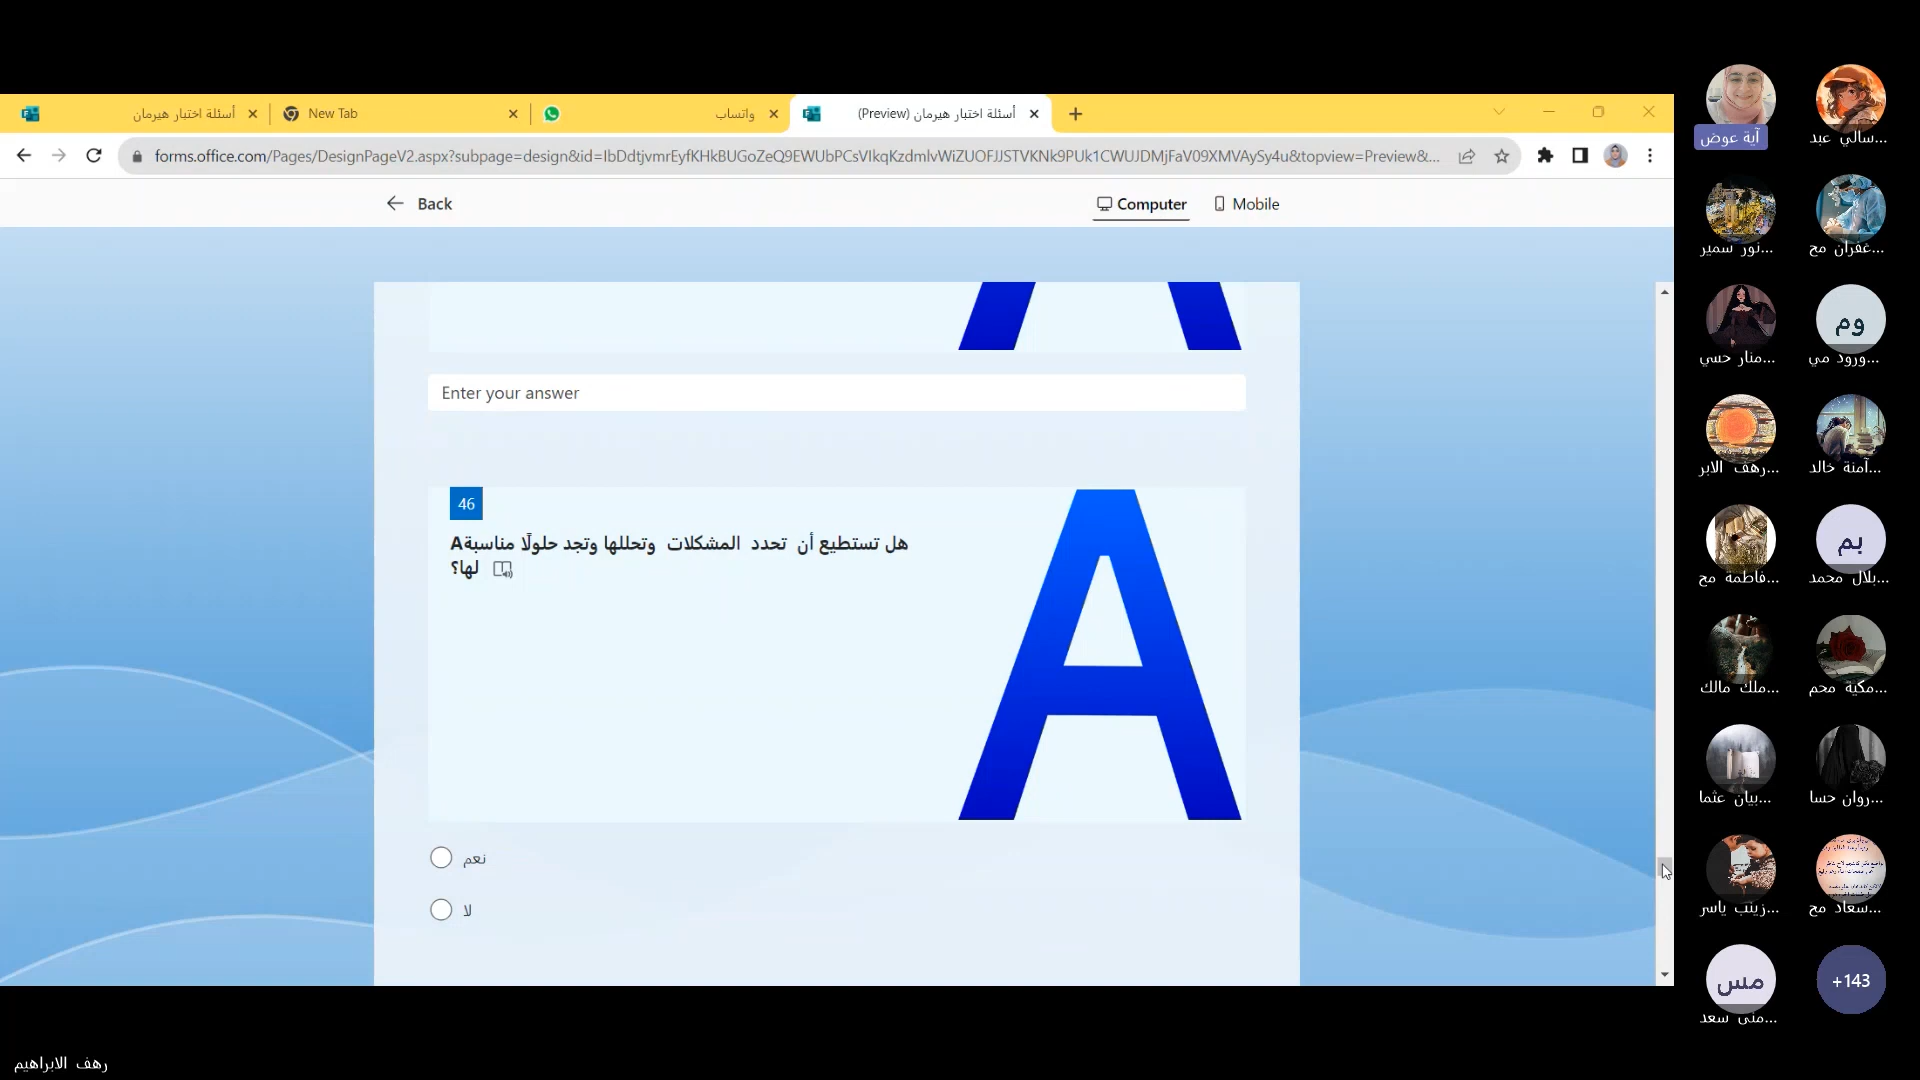 أسئلة اختبار هيرمان
New Tab
واتساب
أسئلة اختبار هيرمان (Preview)
forms.office.com/Pages/DesignPageV2.aspx?subpage=design&id=IbDdtjvmrEyfKHkBUGoZeQ9EWUbPCsVIkqKzdmlvWiZUOFJJSTVKNk9PUk1CWUJDMjFaV09XMVAySy4u&topview=Preview&...
Back
Computer
Mobile
Enter your answer
46
Aهل تستطيع أن تحدد المشكلات وتحللها وتجد حلولًا مناسبة
لها؟
A
نعم
لا
آية عوض
سالي عبد...
نور سمير...
غفران مح...
منار حسي...
وم
ورود مي...
رهف الابر...
آمنة خالد...
فاطمة مح...
بم
بلال محمد...
ملك مالك...
مكية محم...
بيان عثما...
روان حسا...
زينب ياسر...
سعاد مح...
مس
منى سعد...
+143
رهف الابراهيم